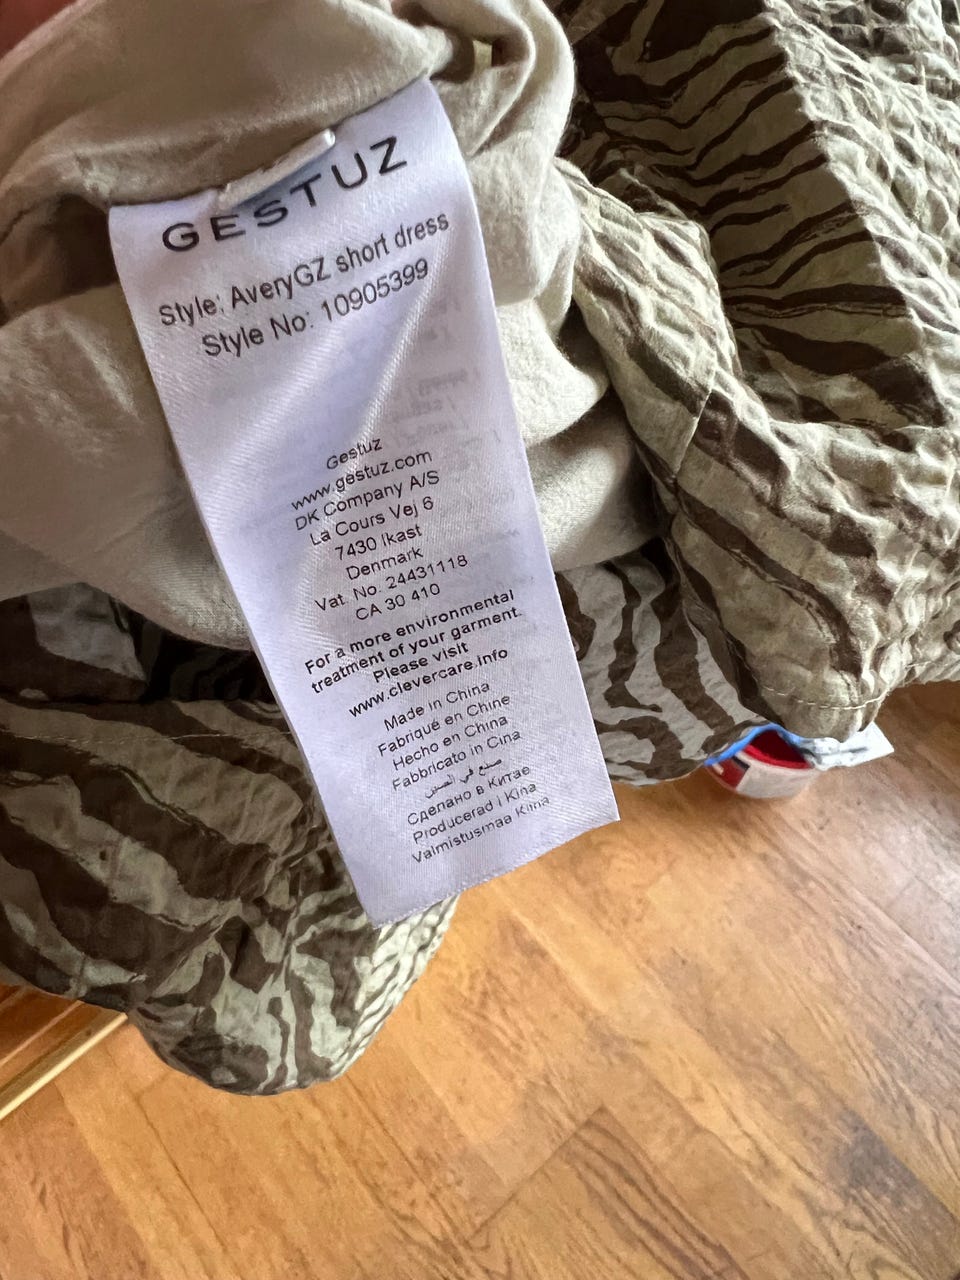 GESTUZ
Style: AveryGZ short dress
Style No: 10905399
Gestuz
www.gestuz.com
DK Company A/S
La Cours Vej 6
7430 Ikast
Denmark
Vat. No. 24431118
CA 30 410
For a more environmental
treatment of your garment.
Please visit
www.clevercare.info
Made in China
Fabriqué en Chine
Hecho en China
Fabbricato in Cina
صنع في الصين
Сделано в Китае
Producerad i Kina
Valmistusmaa Kiina